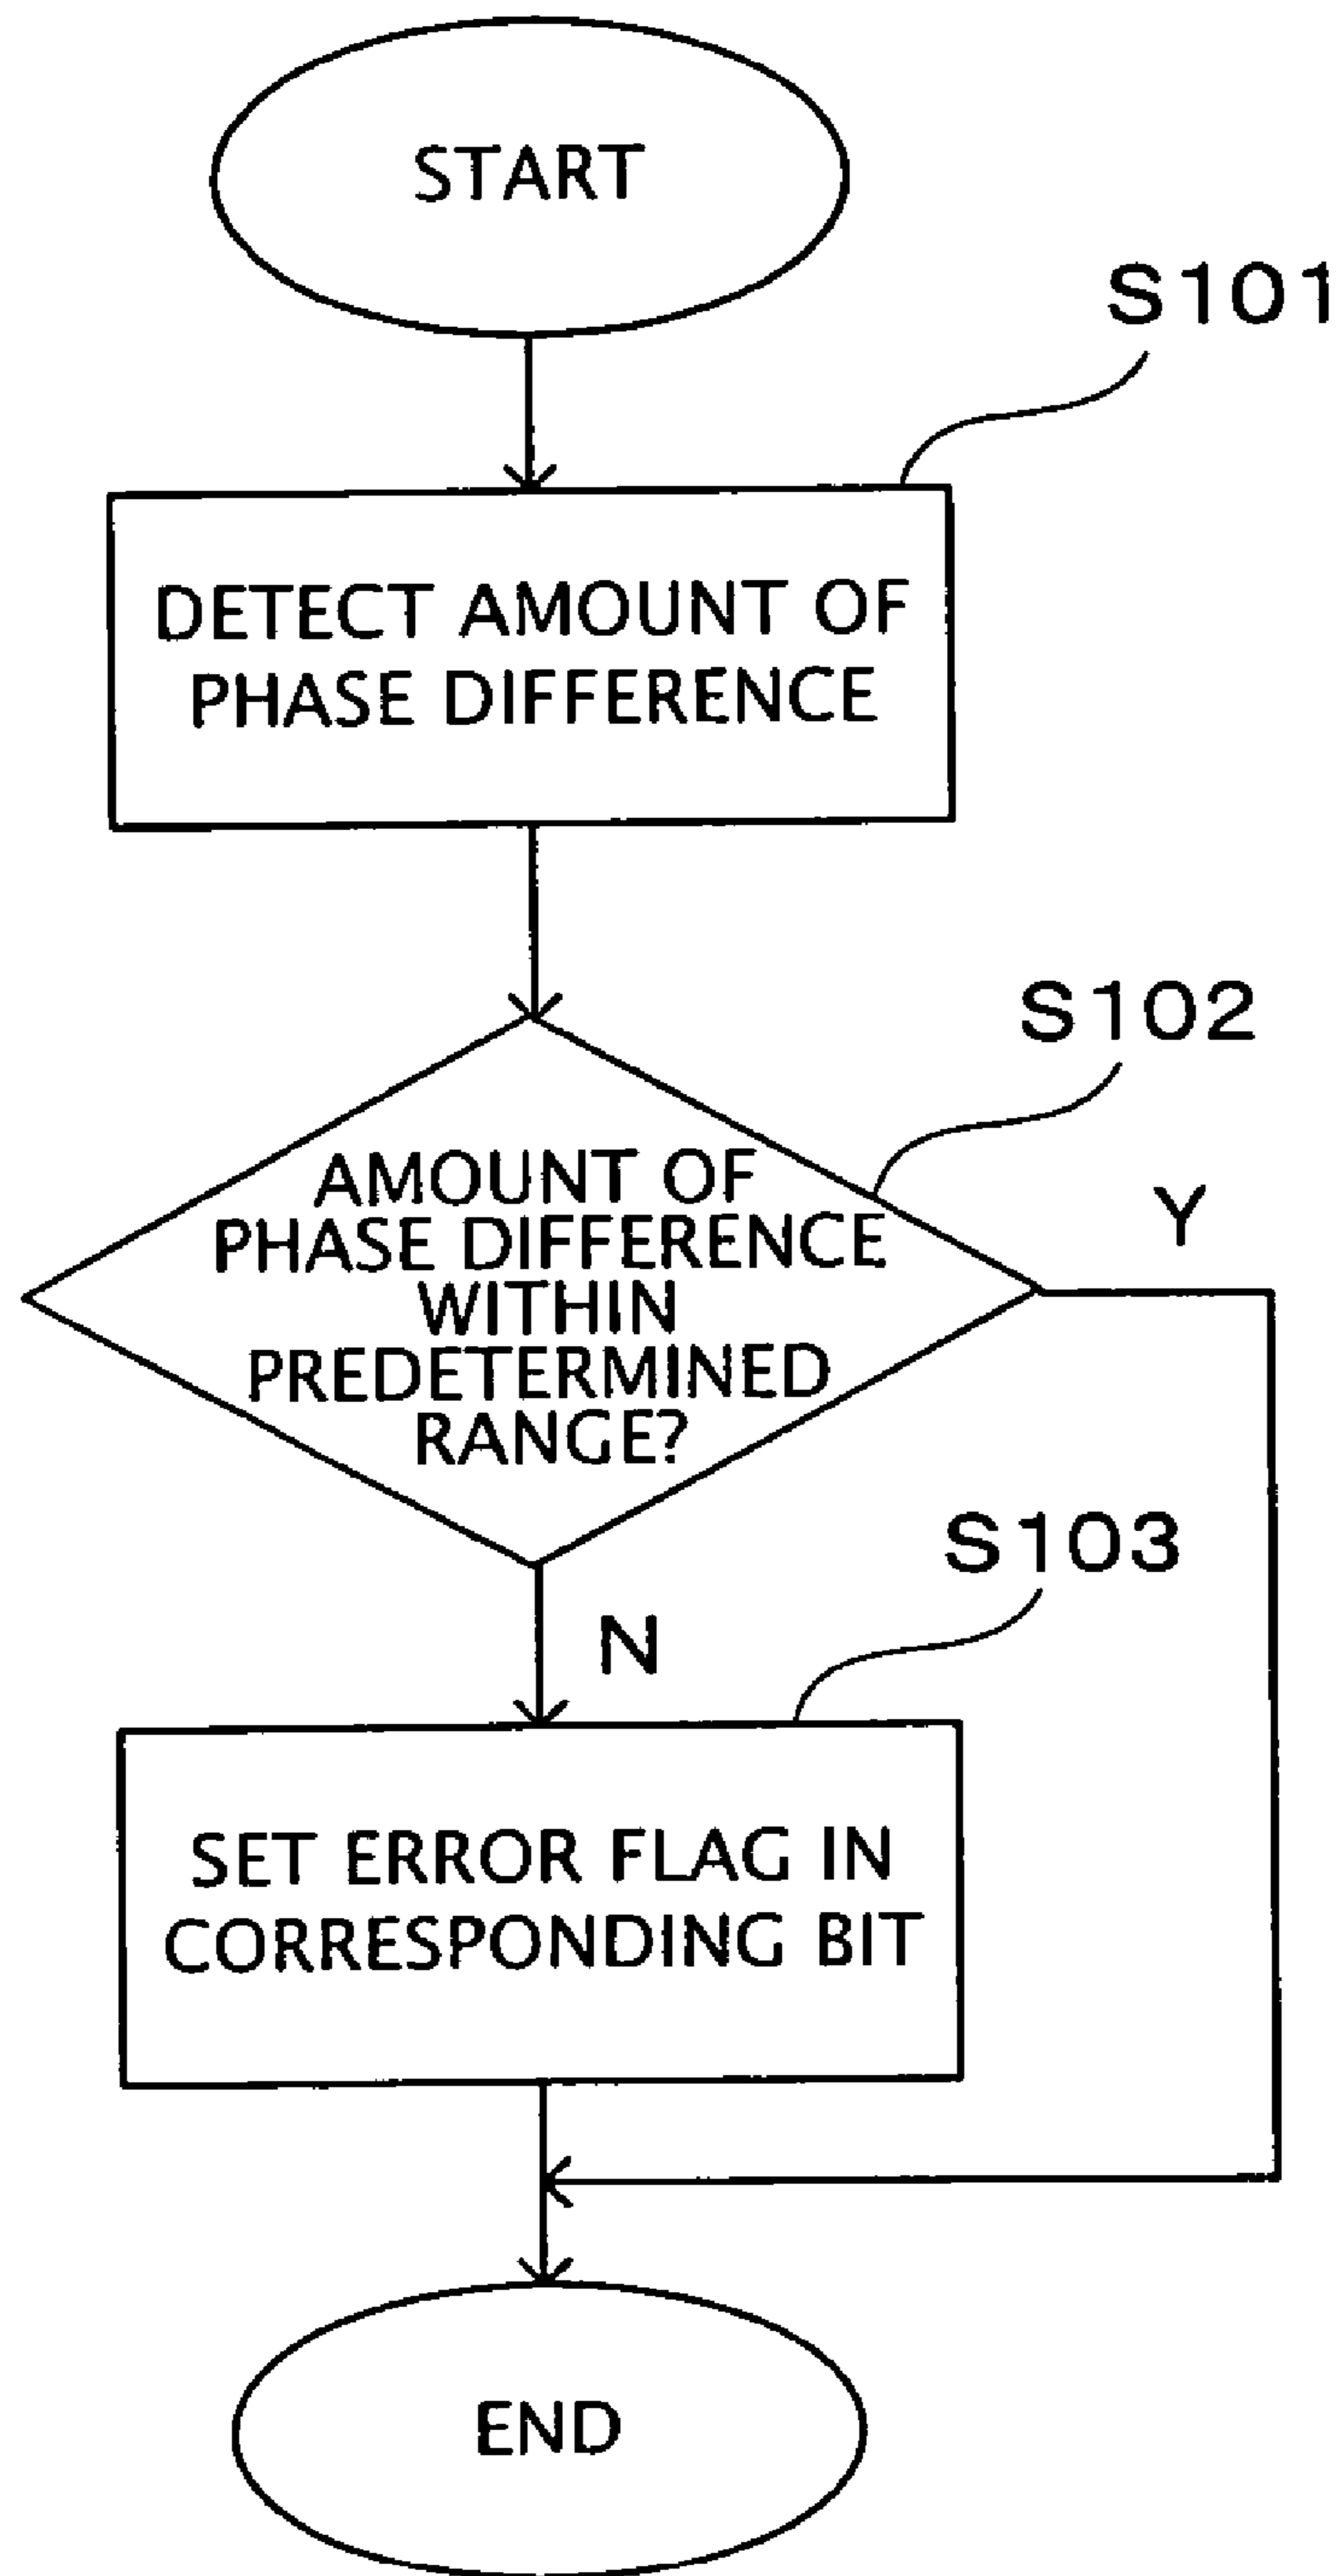 START
S101
DETECT AMOUNT OF
PHASE DIFFERENCE
S102
AMOUNT OF
PHASE DIFFERENCE
WITHIN
PREDETERMINED
RANGE?
Y
S103
N
SET ERROR FLAG IN
CORRESPONDING BIT
END